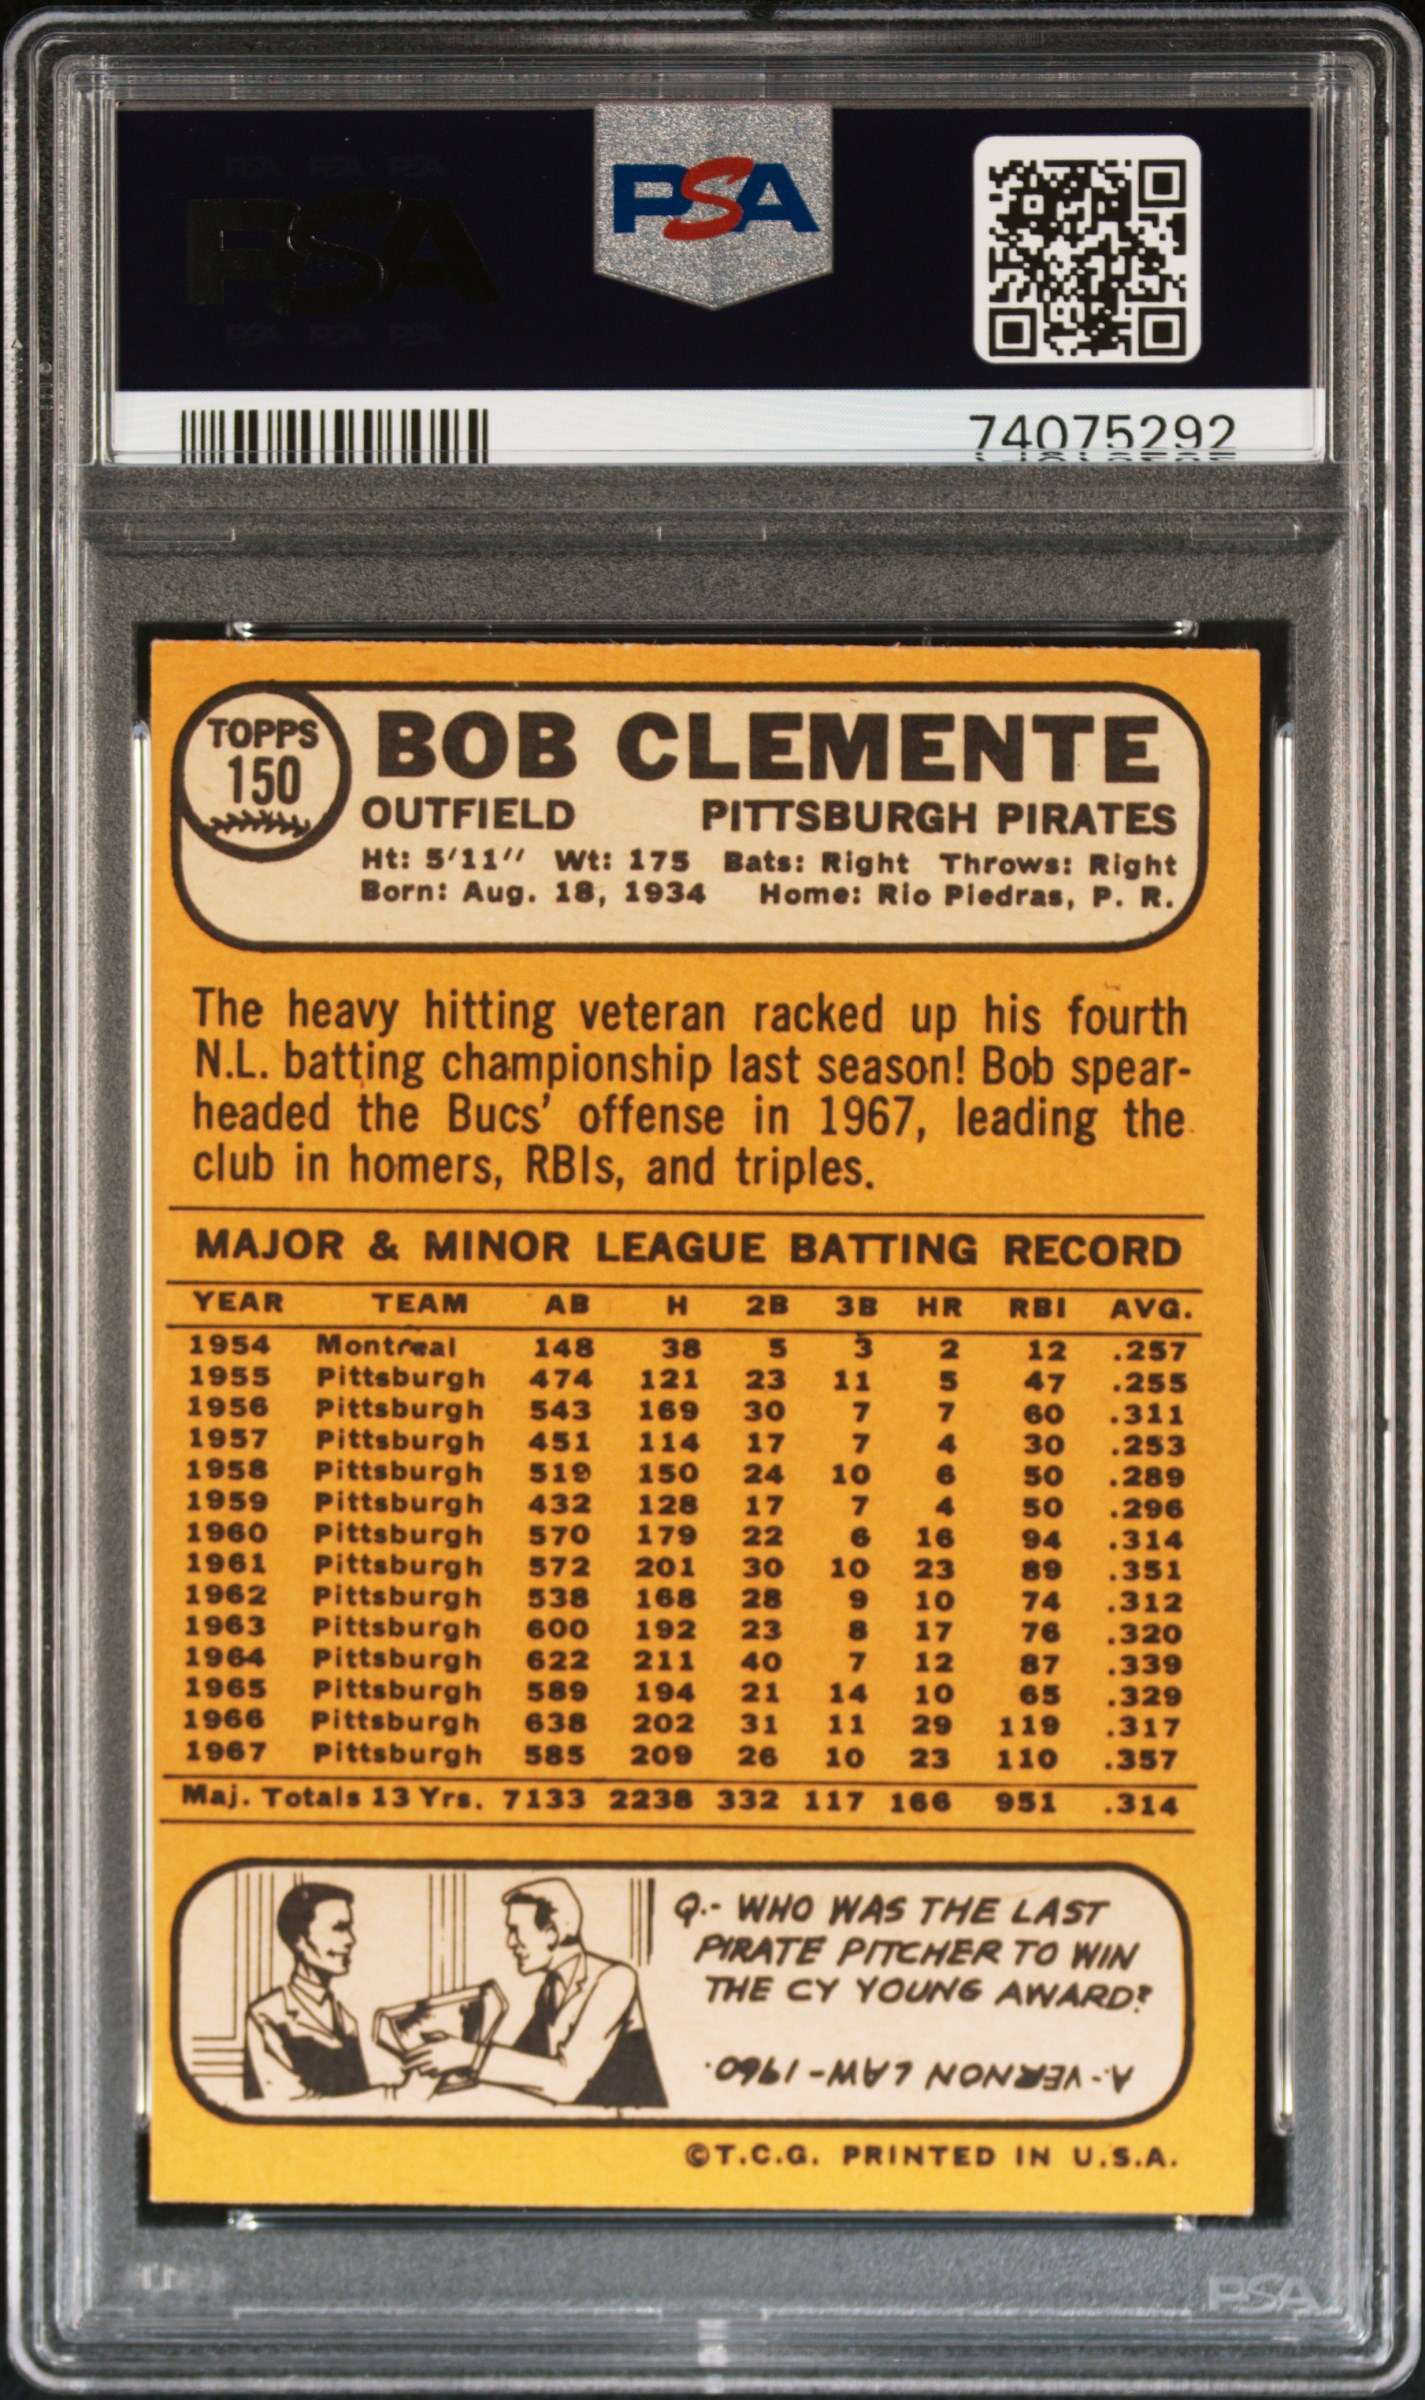 PSA PSA PSA
PSA
PSA PSA PSA
PSA
74075292
TOPPS
150
BOB CLEMENTE
OUTFIELD PITTSBURGH PIRATES
Ht: 5'11" Wt: 175 Bats: Right Throws: Right
Born: Aug. 18, 1934 Home: Rio Piedras, P. R.
The heavy hitting veteran racked up his fourth
N.L. batting championship last season! Bob spear-
headed the Bucs' offense in 1967, leading the
club in homers, RBIs, and triples.
MAJOR & MINOR LEAGUE BATTING RECORD
YEAR TEAM AB H 2B 3B HR RBI AVG.
1954 Montreal 148 38 5 3 2 12 .257
1955 Pittsburgh 474 121 23 11 5 47 .255
1956 Pittsburgh 543 169 30 7 7 60 .311
1957 Pittsburgh 451 114 17 7 4 30 .253
1958 Pittsburgh 519 150 24 10 6 50 .289
1959 Pittsburgh 432 128 17 7 4 50 .296
1960 Pittsburgh 570 179 22 6 16 94 .314
1961 Pittsburgh 572 201 30 10 23 89 .351
1962 Pittsburgh 538 168 28 9 10 74 .312
1963 Pittsburgh 600 192 23 8 17 76 .320
1964 Pittsburgh 622 211 40 7 12 87 .339
1965 Pittsburgh 589 194 21 14 10 65 .329
1966 Pittsburgh 638 202 31 11 29 119 .317
1967 Pittsburgh 585 209 26 10 23 110 .357
Maj. Totals 13 Yrs. 7133 2238 332 117 166 951 .314
Q.- WHO WAS THE LAST
PIRATE PITCHER TO WIN
THE CY YOUNG AWARD?
A.- VERNON LAW - 1960.
©T.C.G. PRINTED IN U.S.A.
PSA